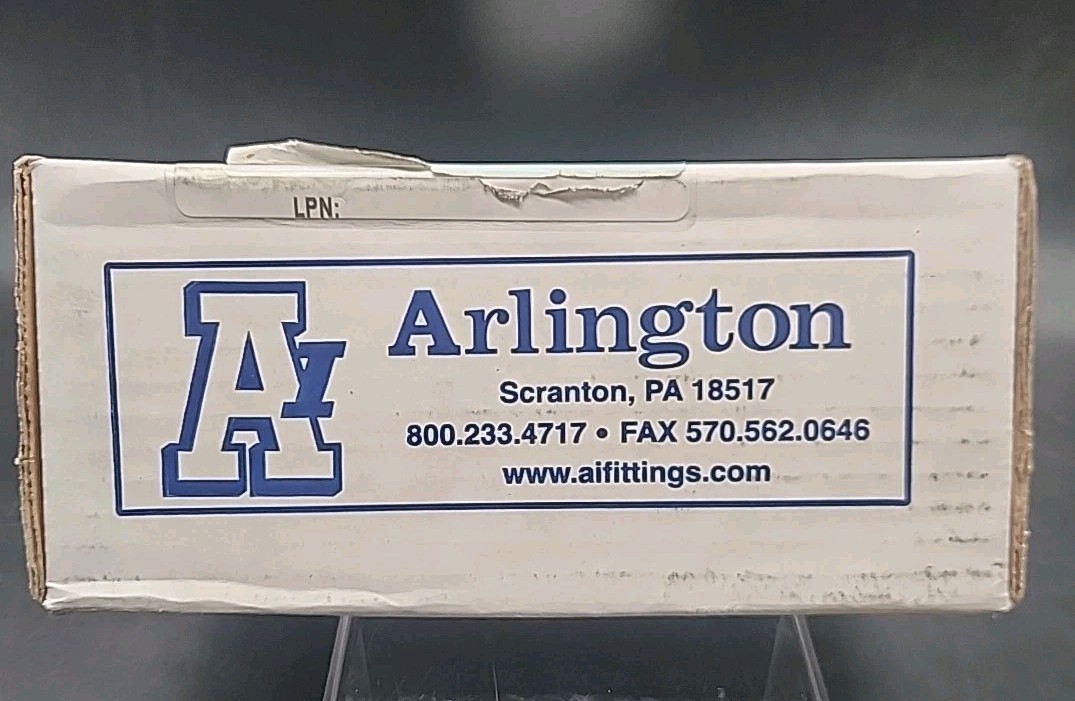 LPN:
AI Arlington
Scranton, PA 18517
800.233.4717 • FAX 570.562.0646
www.aifittings.com